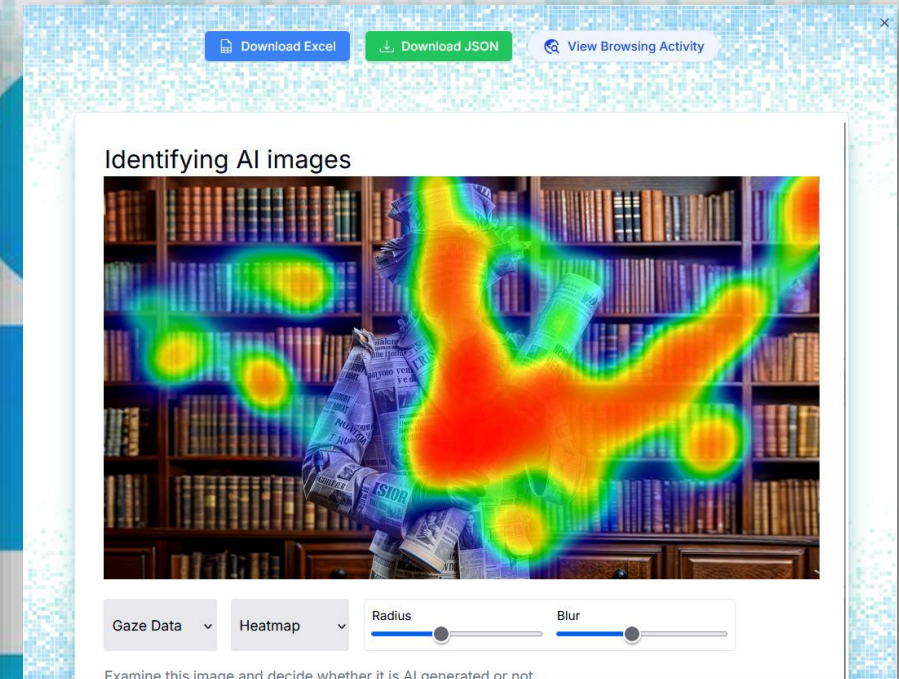 Download Excel
Download JSON
View Browsing Activity
Identifying AI images
ISIOR
Gaze Data
Heatmap
Radius
Blur
Examine this image and decide whether it is AI generated or not